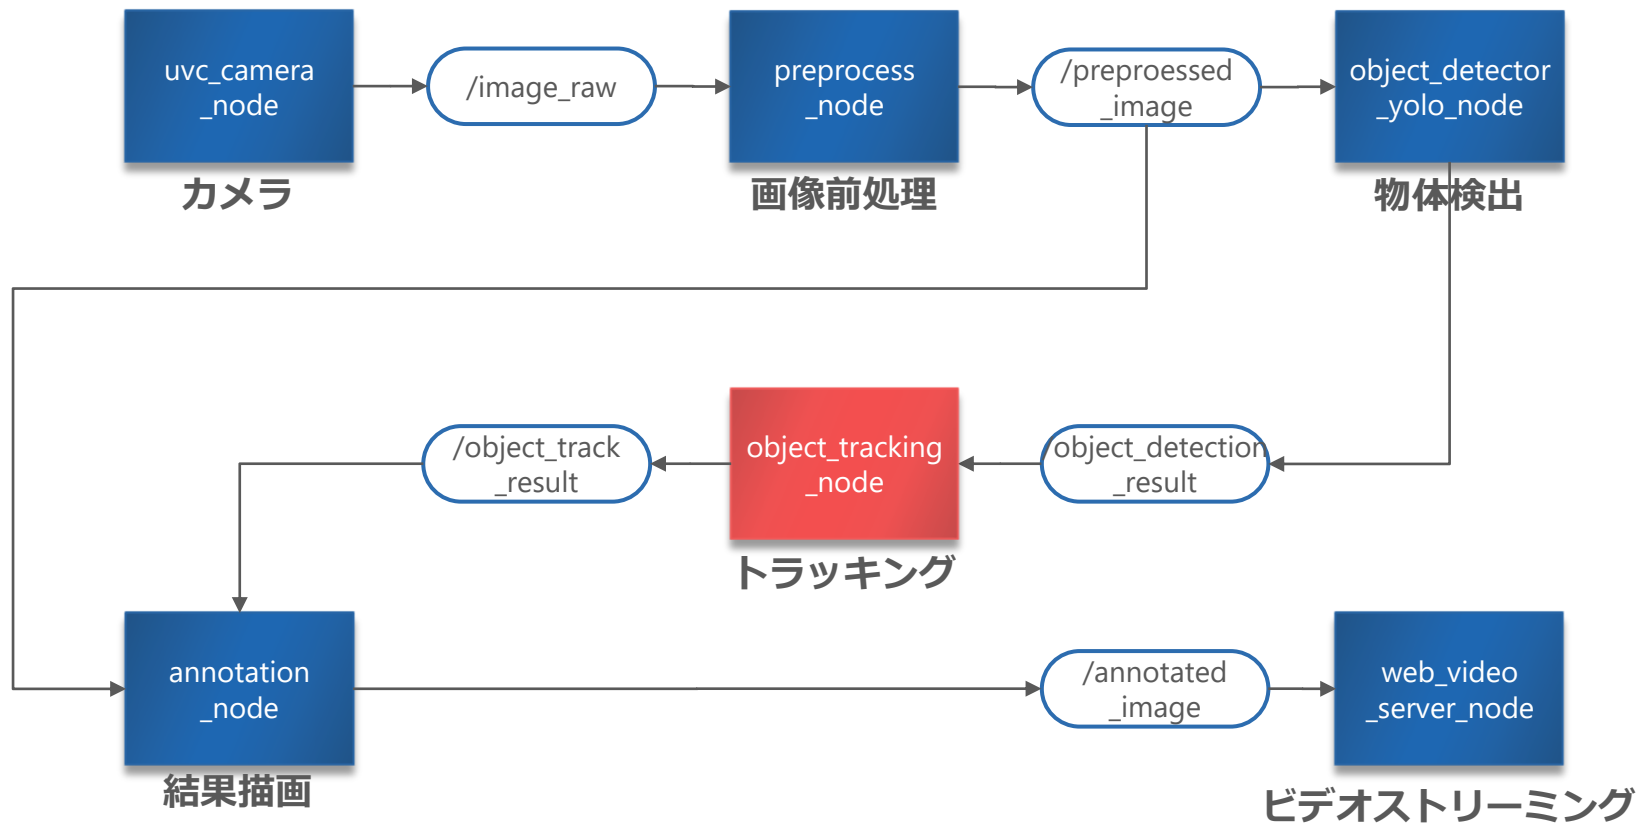 uvc_camera
_node
/image_raw
preprocess
_node
/preproessed
_image
object_detector
_yolo_node
カメラ
画像前処理
物体検出
/object_track
_result
object_tracking
_node
/object_detection
_result
トラッキング
annotation
_node
/annotated
_image
web_video
_server_node
結果描画
ビデオストリーミング